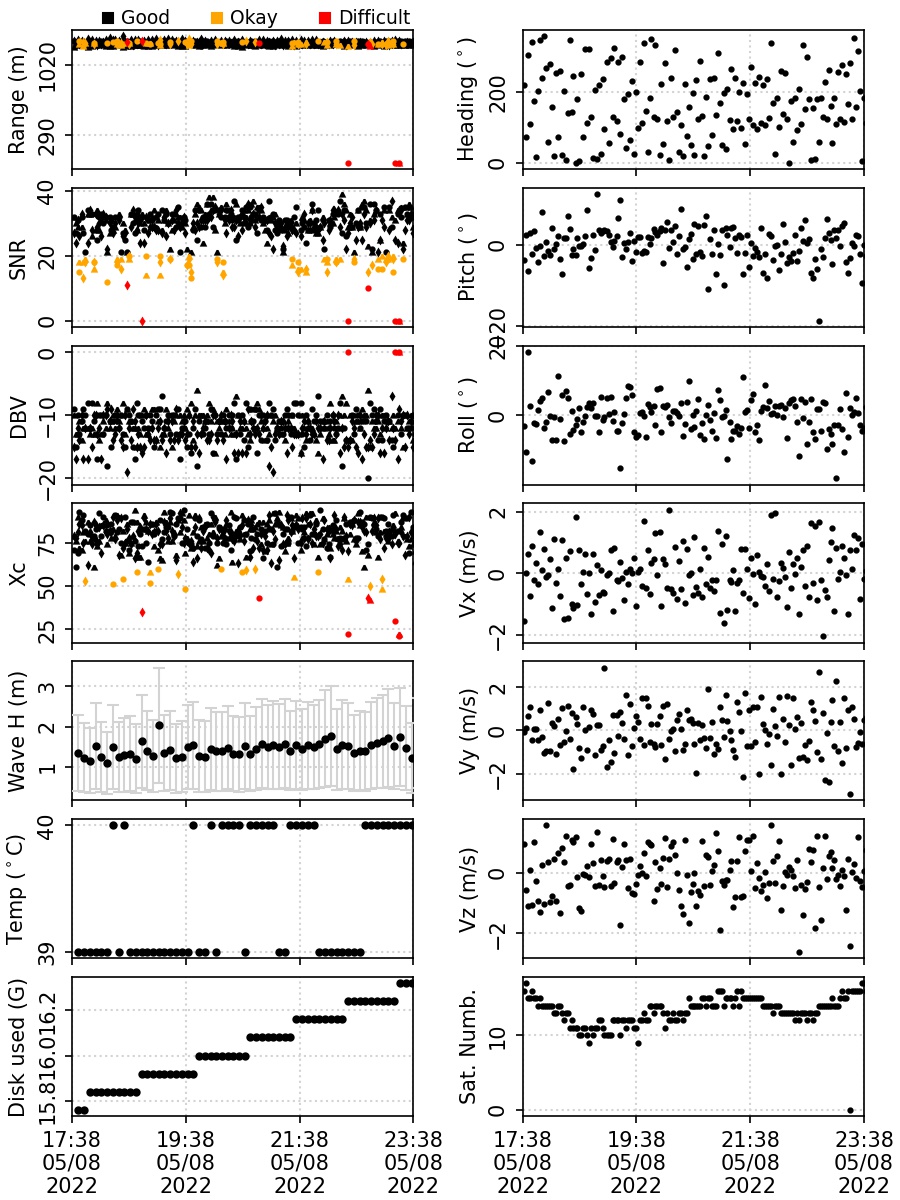 Good Okay Difficult
Range (m)
1020
290
Heading (°)
200
0
SNR
40
20
0
Pitch (°)
0
−20
DBV
0
−10
−20
Roll (°)
20
0
Xc
75
50
25
Vx (m/s)
2
0
−2
Wave H (m)
3
2
1
Vy (m/s)
2
0
−2
Temp (°C)
40
39
Vz (m/s)
0
−2
Disk used (G)
16.2
16.0
15.8
Sat. Numb.
10
0
17:38 19:38 21:38 23:38
05/08 05/08 05/08 05/08
2022 2022 2022 2022
17:38 19:38 21:38 23:38
05/08 05/08 05/08 05/08
2022 2022 2022 2022